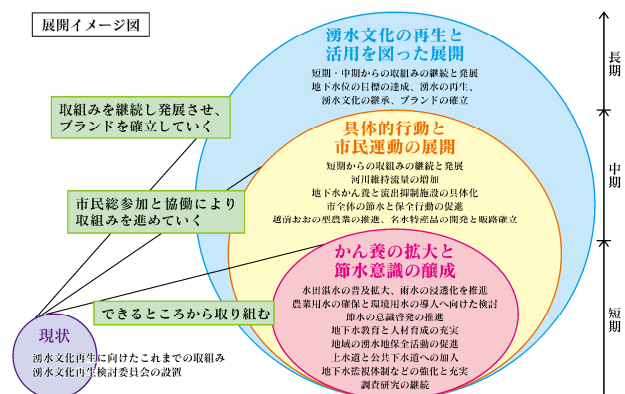 展開イメージ図
湧水文化の再生と
活用を図った展開
短期・中期からの取組みの継続と発展
地下水位の目標の達成、湧水の再生、
湧水文化の継承、ブランドの確立
長期
取組みを継続し発展させ、
ブランドを確立していく
具体的行動と
市民運動の展開
短期からの取組みの継続と発展
河川維持流量の増加
地下水かん養と流出抑制施設の具体化
市全体の節水と保全行動の促進
越前おおの型農業の推進、名水特産品の開発と販路確立
中期
市民総参加と協働により
取組みを進めていく
かん養の拡大と
節水意識の醸成
水田湛水の普及拡大、雨水の浸透化を推進
農業用水の確保と環境用水の導入へ向けた検討
節水の意識啓発の推進
地下水教育と人材育成の充実
地域の湧水地保全活動の促進
上水道と公共下水道への加入
地下水監視体制などの強化と充実
調査研究の継続
短期
できるところから取り組む
現状
湧水文化再生に向けたこれまでの取組み
湧水文化再生検討委員会の設置